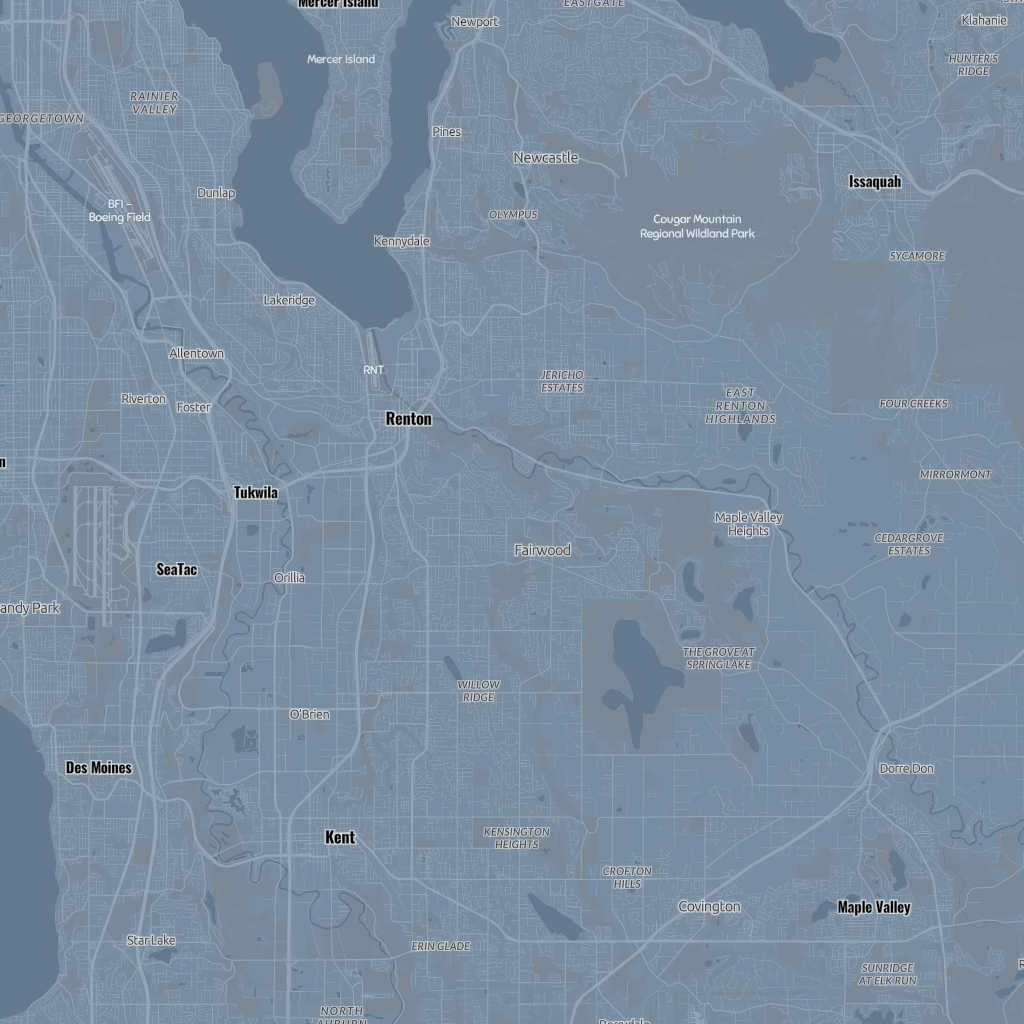 Mercer Island
EASTGATE
Newport
Klahanie
Mercer Island
HUNTER'S
RIDGE
RAINIER
VALLEY
GEORGETOWN
Pines
Newcastle
Issaquah
Dunlap
BFI –
Boeing Field
OLYMPUS
Cougar Mountain
Regional Wildland Park
Kennydale
SYCAMORE
Lakeridge
Allentown
RNT
JERICHO
ESTATES
Riverton
Foster
EAST
RENTON
HIGHLANDS
FOUR CREEKS
Renton
n
MIRRORMONT
Tukwila
Maple Valley
Heights
CEDARGROVE
ESTATES
Fairwood
SeaTac
Orillia
andy Park
THE GROVE AT
SPRING LAKE
WILLOW
RIDGE
O'Brien
Des Moines
Dorre Don
Kent
KENSINGTON
HEIGHTS
CROFTON
HILLS
Covington
Maple Valley
Star Lake
ERIN GLADE
SUNRIDGE
AT ELK RUN
R
NORTH
AUBURN